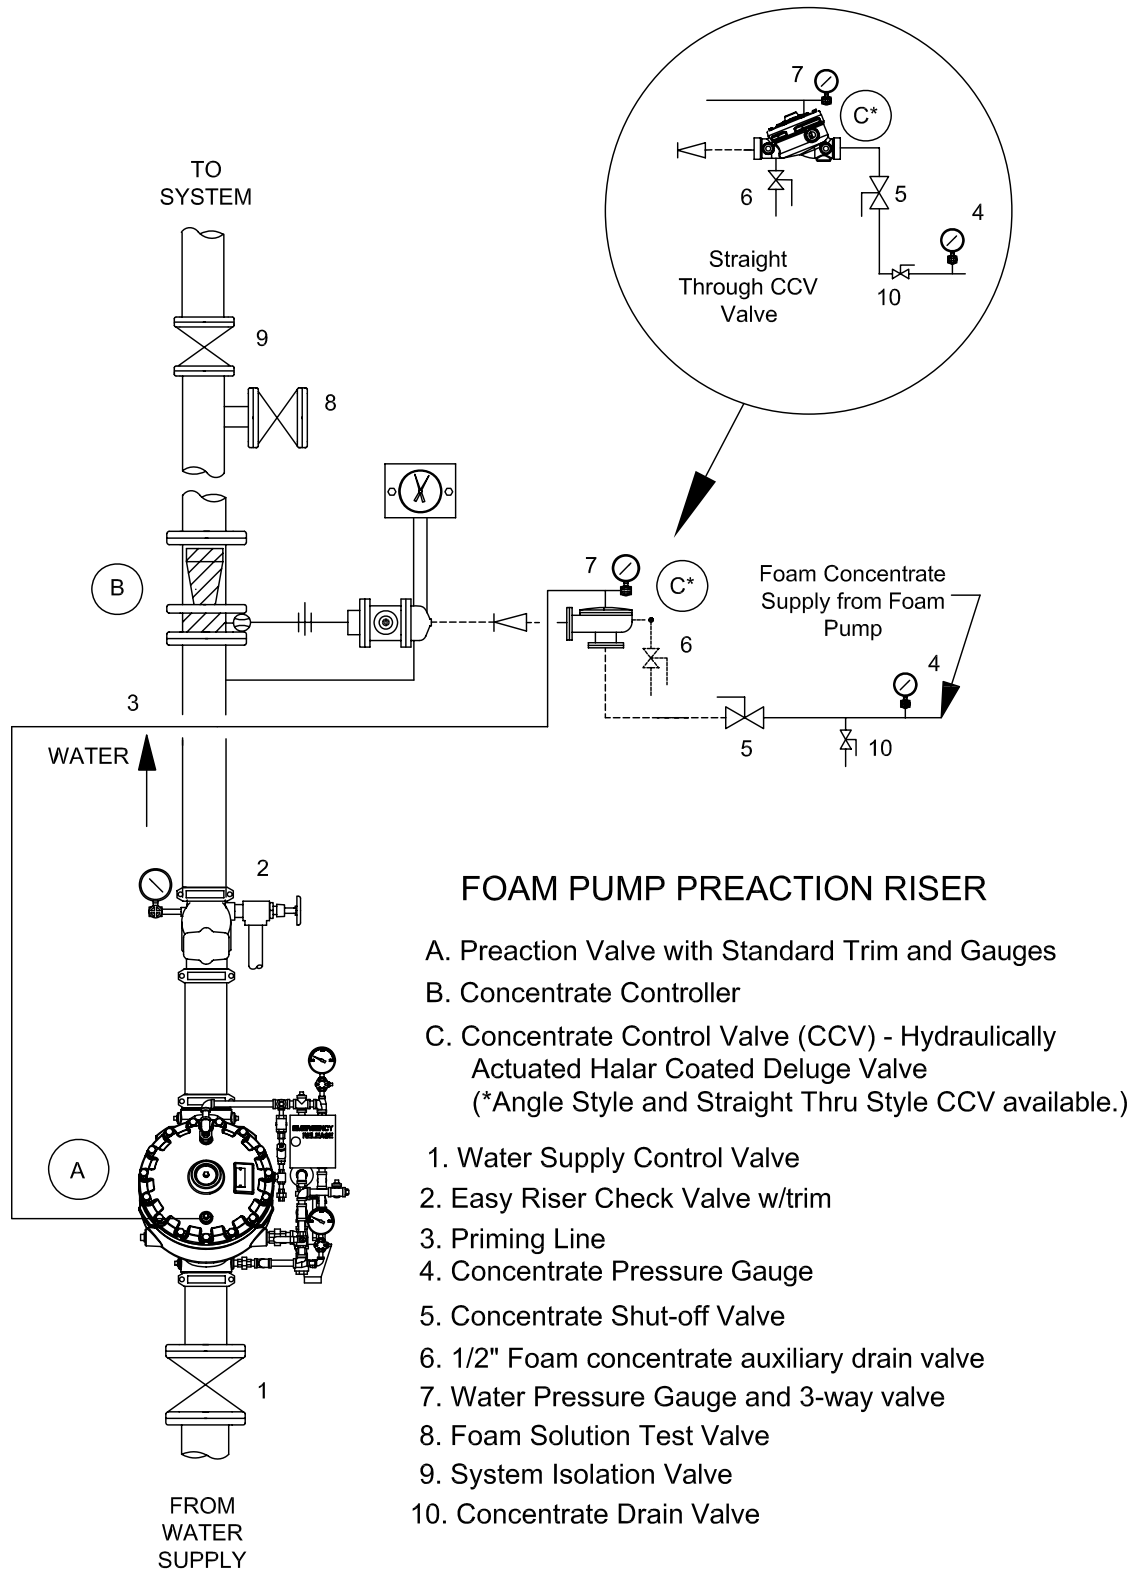 7
C*
6
5
4
10
Straight
Through CCV
Valve
TO
SYSTEM
9
8
B
7
C*
6
Foam Concentrate
Supply from Foam
Pump
4
3
5
10
WATER
2
FOAM PUMP PREACTION RISER
A. Preaction Valve with Standard Trim and Gauges
B. Concentrate Controller
C. Concentrate Control Valve (CCV) - Hydraulically
Actuated Halar Coated Deluge Valve
(*Angle Style and Straight Thru Style CCV available.)
EMERGENCY
RELEASE
A
1. Water Supply Control Valve
2. Easy Riser Check Valve w/trim
3. Priming Line
4. Concentrate Pressure Gauge
5. Concentrate Shut-off Valve
6. 1/2" Foam concentrate auxiliary drain valve
7. Water Pressure Gauge and 3-way valve
8. Foam Solution Test Valve
9. System Isolation Valve
10. Concentrate Drain Valve
1
FROM
WATER
SUPPLY